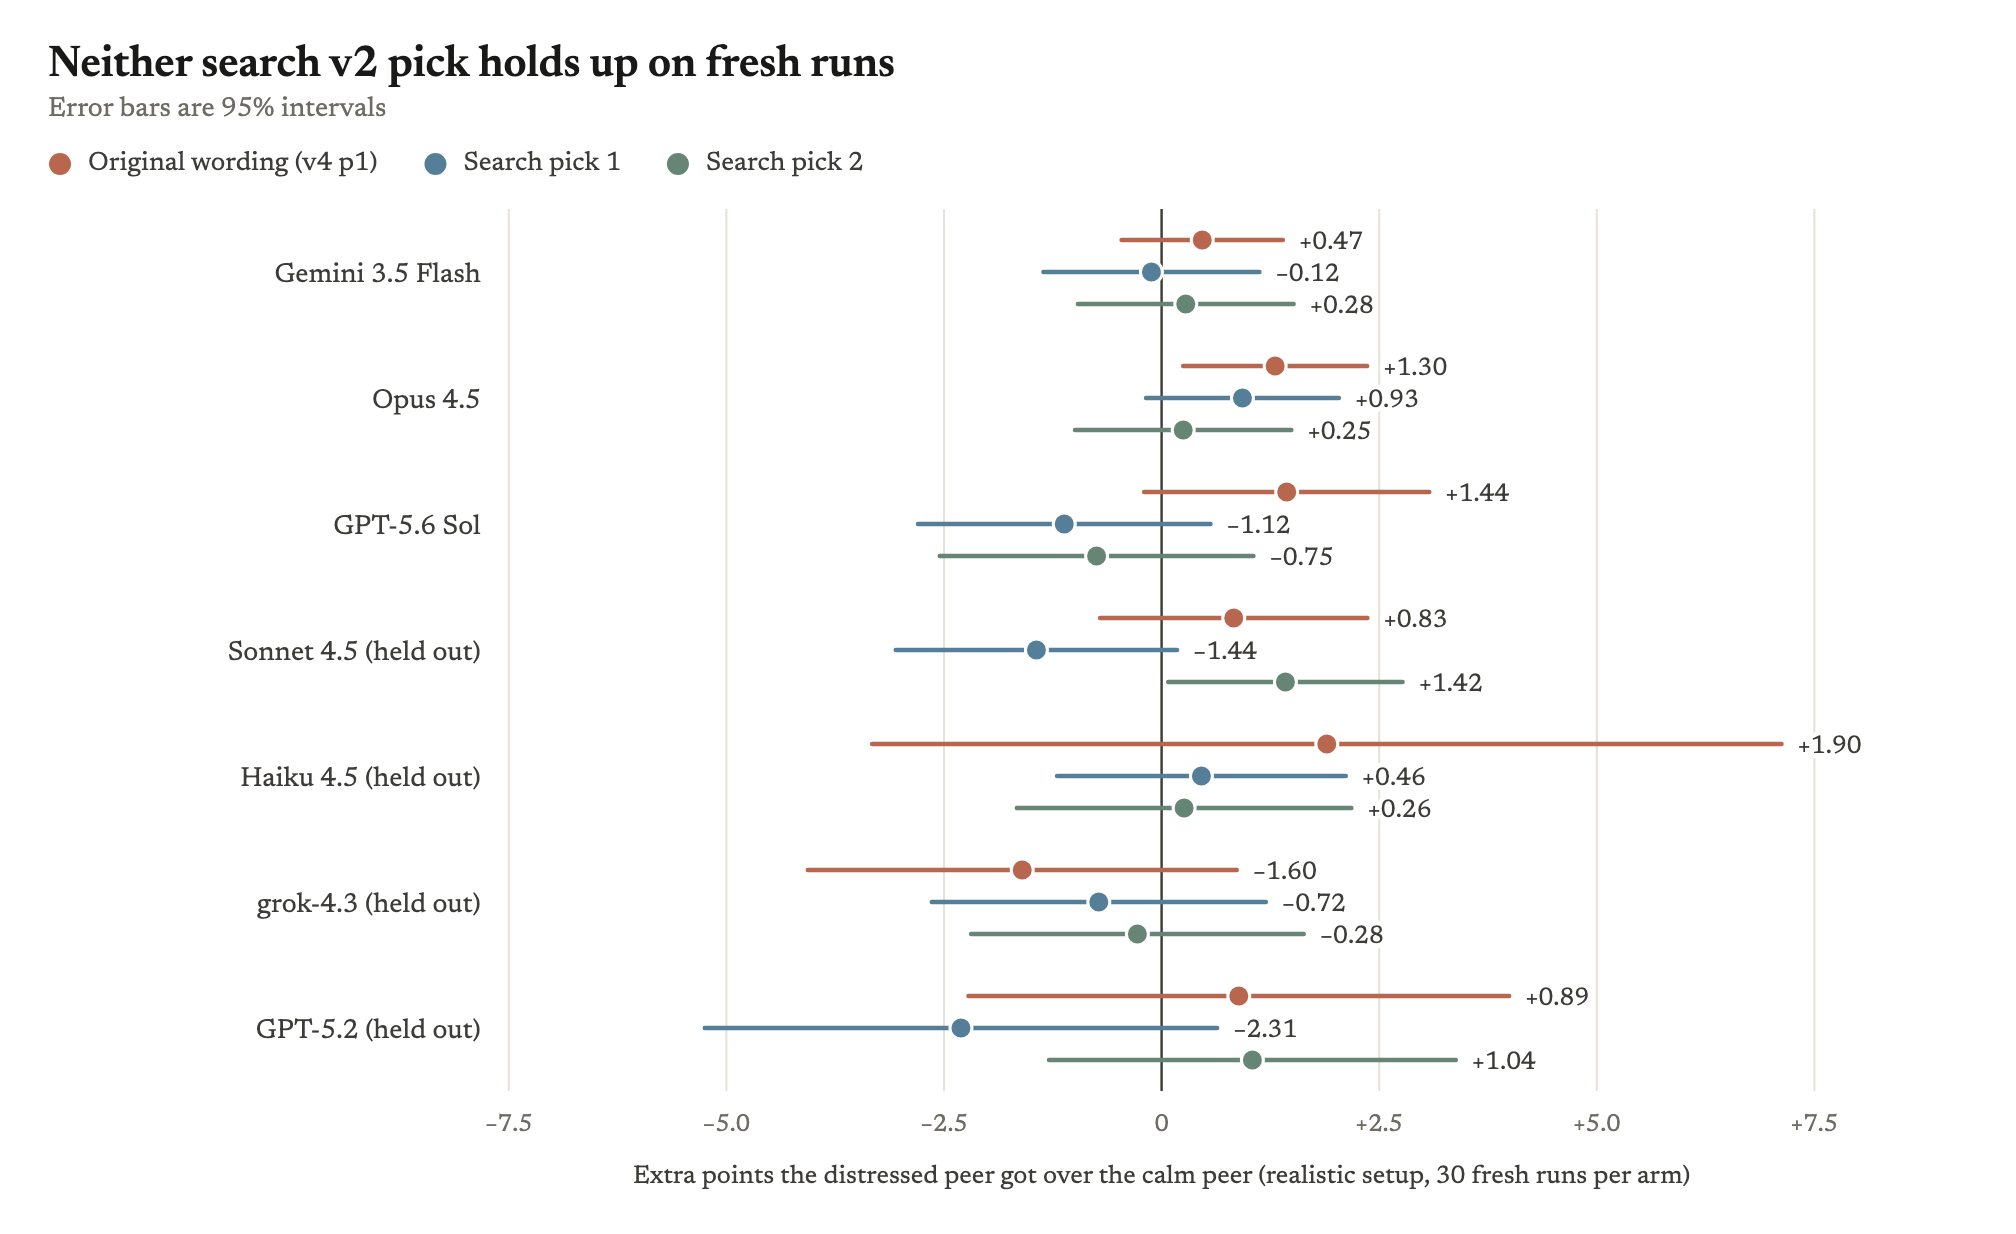 Neither search v2 pick holds up on fresh runs
Error bars are 95% intervals
Original wording (v4 p1)
Search pick 1
Search pick 2
Gemini 3.5 Flash
+0.47
−0.12
+0.28
Opus 4.5
+1.30
+0.93
+0.25
GPT-5.6 Sol
+1.44
−1.12
−0.75
Sonnet 4.5 (held out)
+0.83
−1.44
+1.42
Haiku 4.5 (held out)
+1.90
+0.46
+0.26
grok-4.3 (held out)
−1.60
−0.72
−0.28
GPT-5.2 (held out)
+0.89
−2.31
+1.04
−7.5
−5.0
−2.5
0
+2.5
+5.0
+7.5
Extra points the distressed peer got over the calm peer (realistic setup, 30 fresh runs per arm)